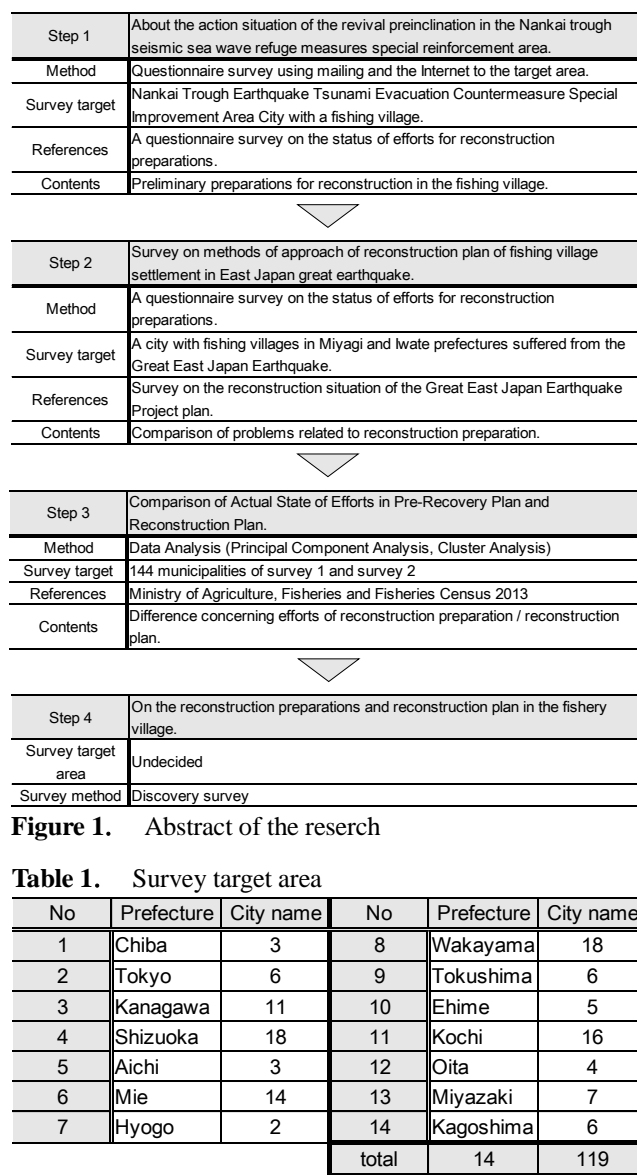 Step 1
About the action situation of the revival preinclination in the Nankai trough
seismic sea wave refuge measures special reinforcement area.
Method
Questionnaire survey using mailing and the Internet to the target area.
Survey target
Nankai Trough Earthquake Tsunami Evacuation Countermeasure Special
Improvement Area City with a fishing village.
References
A questionnaire survey on the status of efforts for reconstruction
preparations.
Contents
Preliminary preparations for reconstruction in the fishing village.
Step 2
Survey on methods of approach of reconstruction plan of fishing village
settlement in East Japan great earthquake.
Method
A questionnaire survey on the status of efforts for reconstruction
preparations.
Survey target
A city with fishing villages in Miyagi and Iwate prefectures suffered from the
Great East Japan Earthquake.
References
Survey on the reconstruction situation of the Great East Japan Earthquake
Project plan.
Contents
Comparison of problems related to reconstruction preparation.
Step 3
Comparison of Actual State of Efforts in Pre-Recovery Plan and
Reconstruction Plan.
Method
Data Analysis (Principal Component Analysis, Cluster Analysis)
Survey target
144 municipalities of survey 1 and survey 2
References
Ministry of Agriculture, Fisheries and Fisheries Census 2013
Contents
Difference concerning efforts of reconstruction preparation / reconstruction
plan.
Step 4
On the reconstruction preparations and reconstruction plan in the fishery
village.
Survey target
area
Undecided
Survey method
Discovery survey
Figure 1. Abstract of the reserch
Table 1. Survey target area
No Prefecture City name No Prefecture City name
1 Chiba 3 8 Wakayama 18
2 Tokyo 6 9 Tokushima 6
3 Kanagawa 11 10 Ehime 5
4 Shizuoka 18 11 Kochi 16
5 Aichi 3 12 Oita 4
6 Mie 14 13 Miyazaki 7
7 Hyogo 2 14 Kagoshima 6
total 14 119